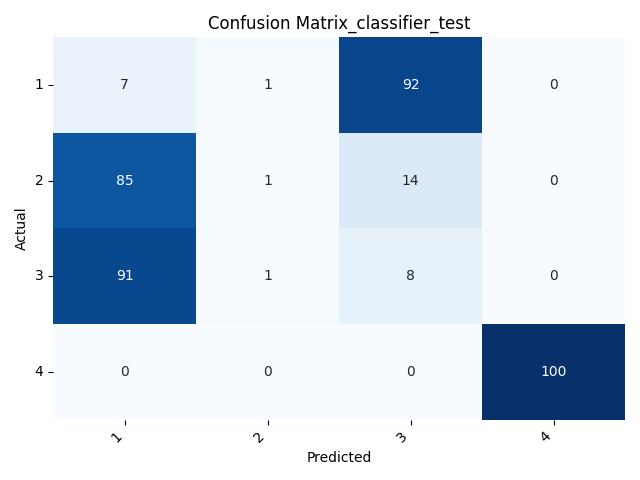 Confusion Matrix_classifier_test
Actual
1 7 1 92 0
2 85 1 14 0
3 91 1 8 0
4 0 0 0 100
1 2 3 4
Predicted